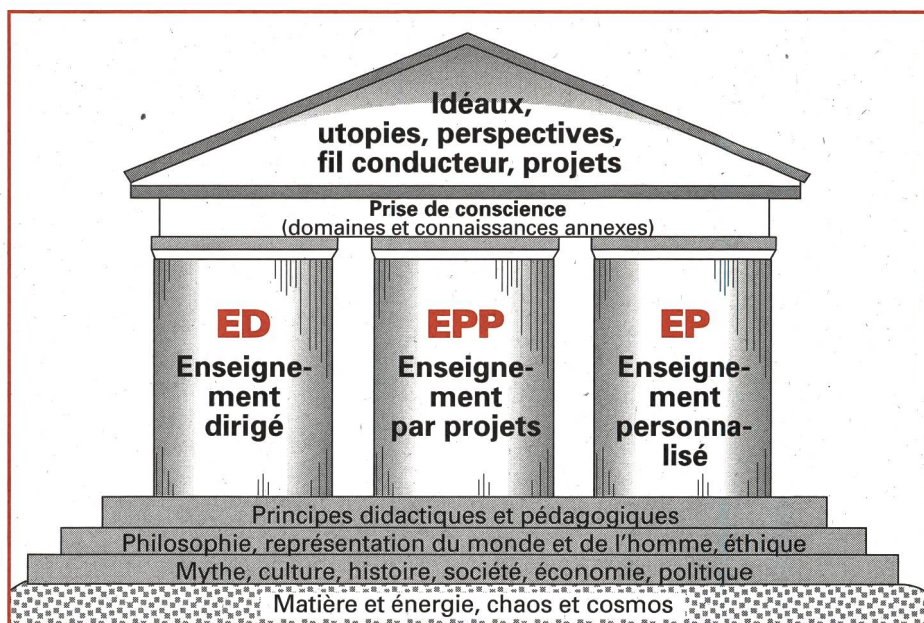 Idéaux,
utopies, perspectives,
fil conducteur, projets
Prise de conscience
(domaines et connaissances annexes)
ED
Enseigne-
ment
dirigé
EPP
Enseigne-
ment
par projets
EP
Enseigne-
ment
personna-
lisé
Principes didactiques et pédagogiques
Philosophie, représentation du monde et de l'homme, éthique
Mythe, culture, histoire, société, économie, politique
Matière et énergie, chaos et cosmos